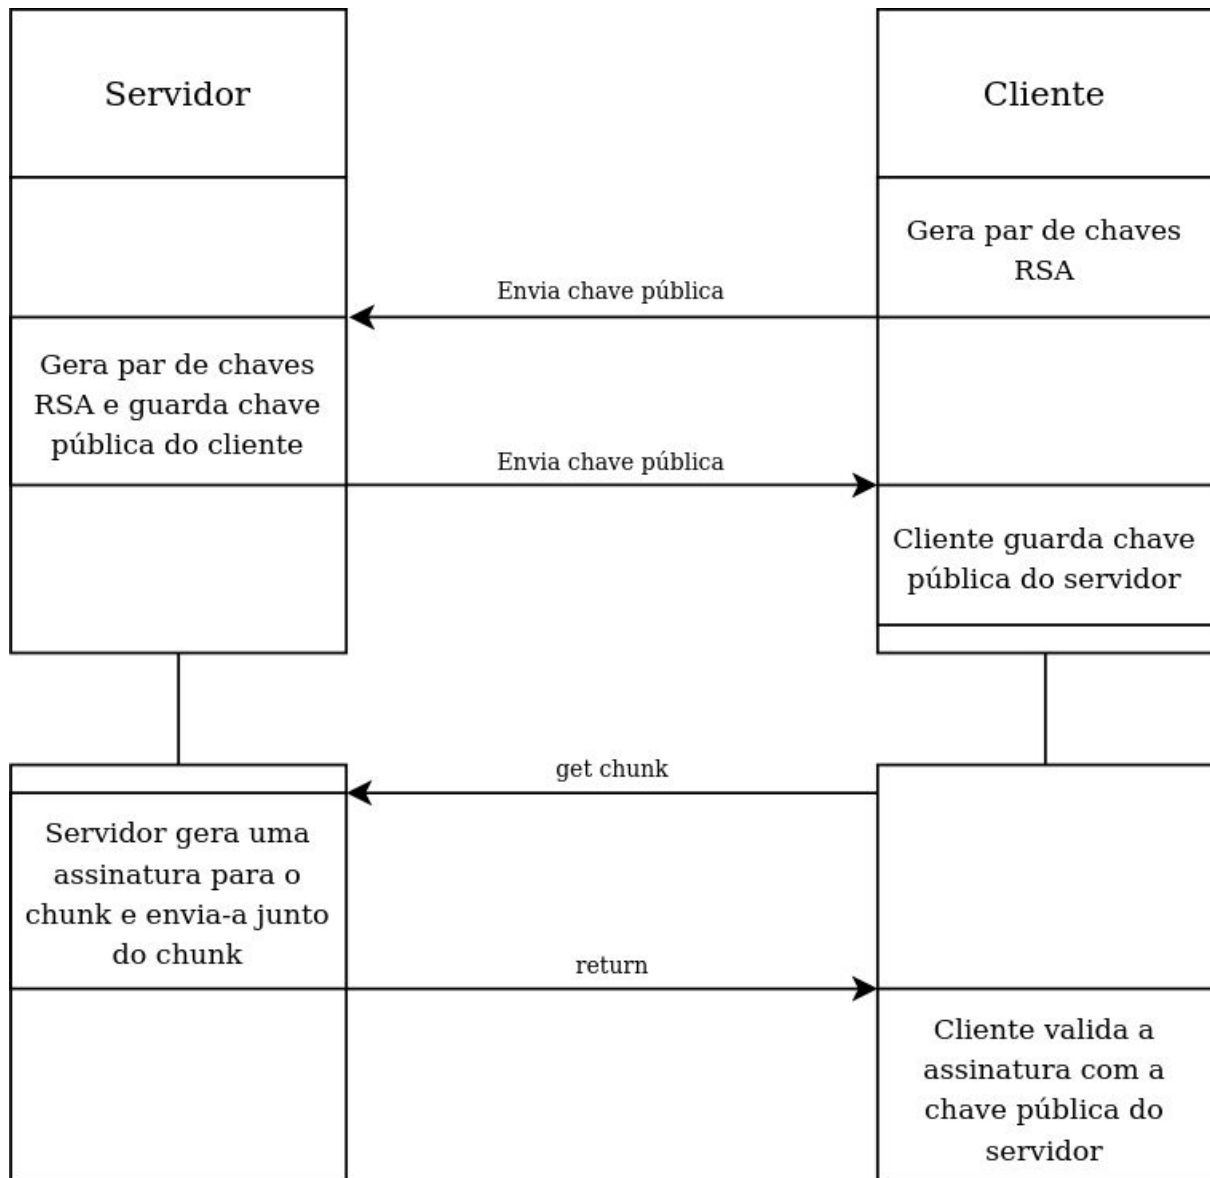 Servidor
Cliente
Gera par de chaves
RSA
Envia chave pública
Gera par de chaves
RSA e guarda chave
pública do cliente
Envia chave pública
Cliente guarda chave
pública do servidor
get chunk
Servidor gera uma
assinatura para o
chunk e envia-a junto
do chunk
return
Cliente valida a
assinatura com a
chave pública do
servidor